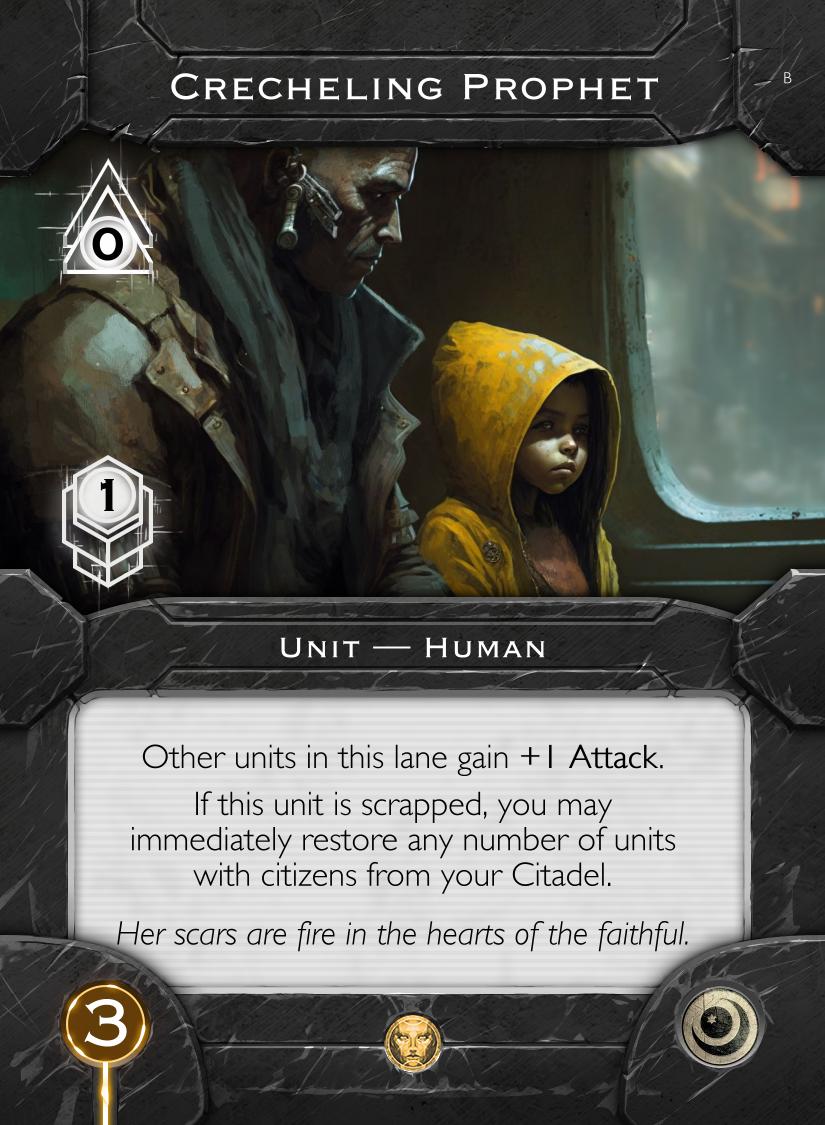 Crecheling Prophet
B
0
1
Unit — Human
Other units in this lane gain +1 Attack.
If this unit is scrapped, you may
immediately restore any number of units
with citizens from your Citadel.
Her scars are fire in the hearts of the faithful.
3